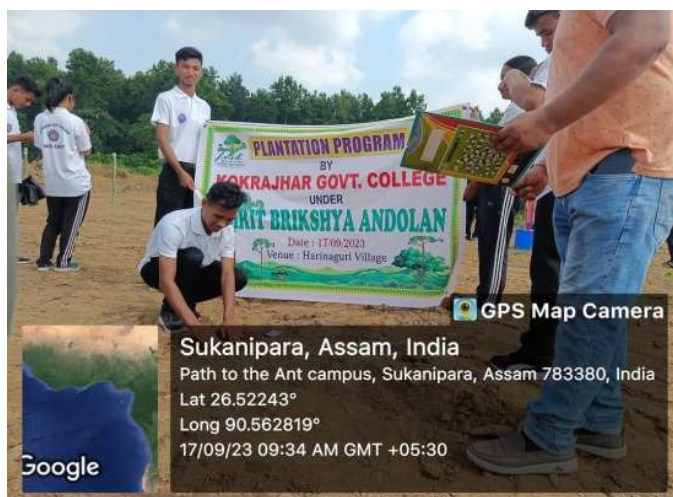 PLANTATION PROGRAM
BY
KOKRAJHAR GOVT. COLLEGE
UNDER
RIT BRIKSHYA ANDOLAN
Date : 17/09/2023
Venue : Harinaguri Village
GPS Map Camera
Sukanipara, Assam, India
Path to the Ant campus, Sukanipara, Assam 783380, India
Lat 26.52243°
Long 90.562819°
17/09/23 09:34 AM GMT +05:30
Google